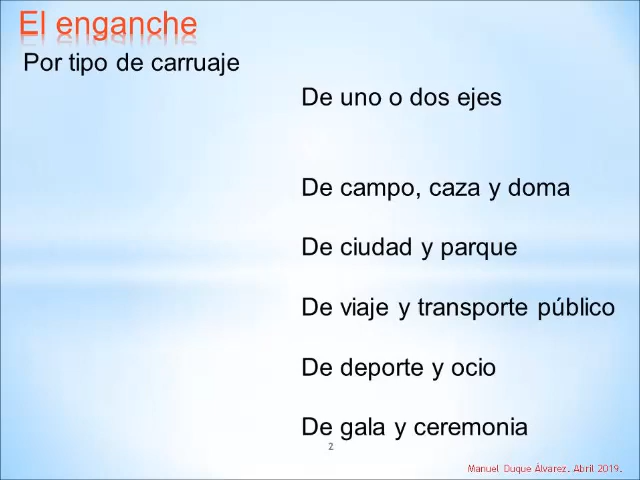 El enganche
Por tipo de carruaje
De uno o dos ejes
De campo, caza y doma
De ciudad y parque
De viaje y transporte público
De deporte y ocio
De gala y ceremonia
2
Manuel Duque Álvarez. Abril 2019.